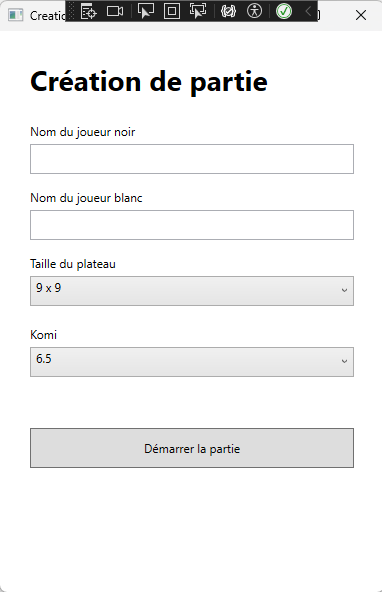 Creation
Création de partie
Nom du joueur noir
Nom du joueur blanc
Taille du plateau
9 x 9
Komi
6.5
Démarrer la partie